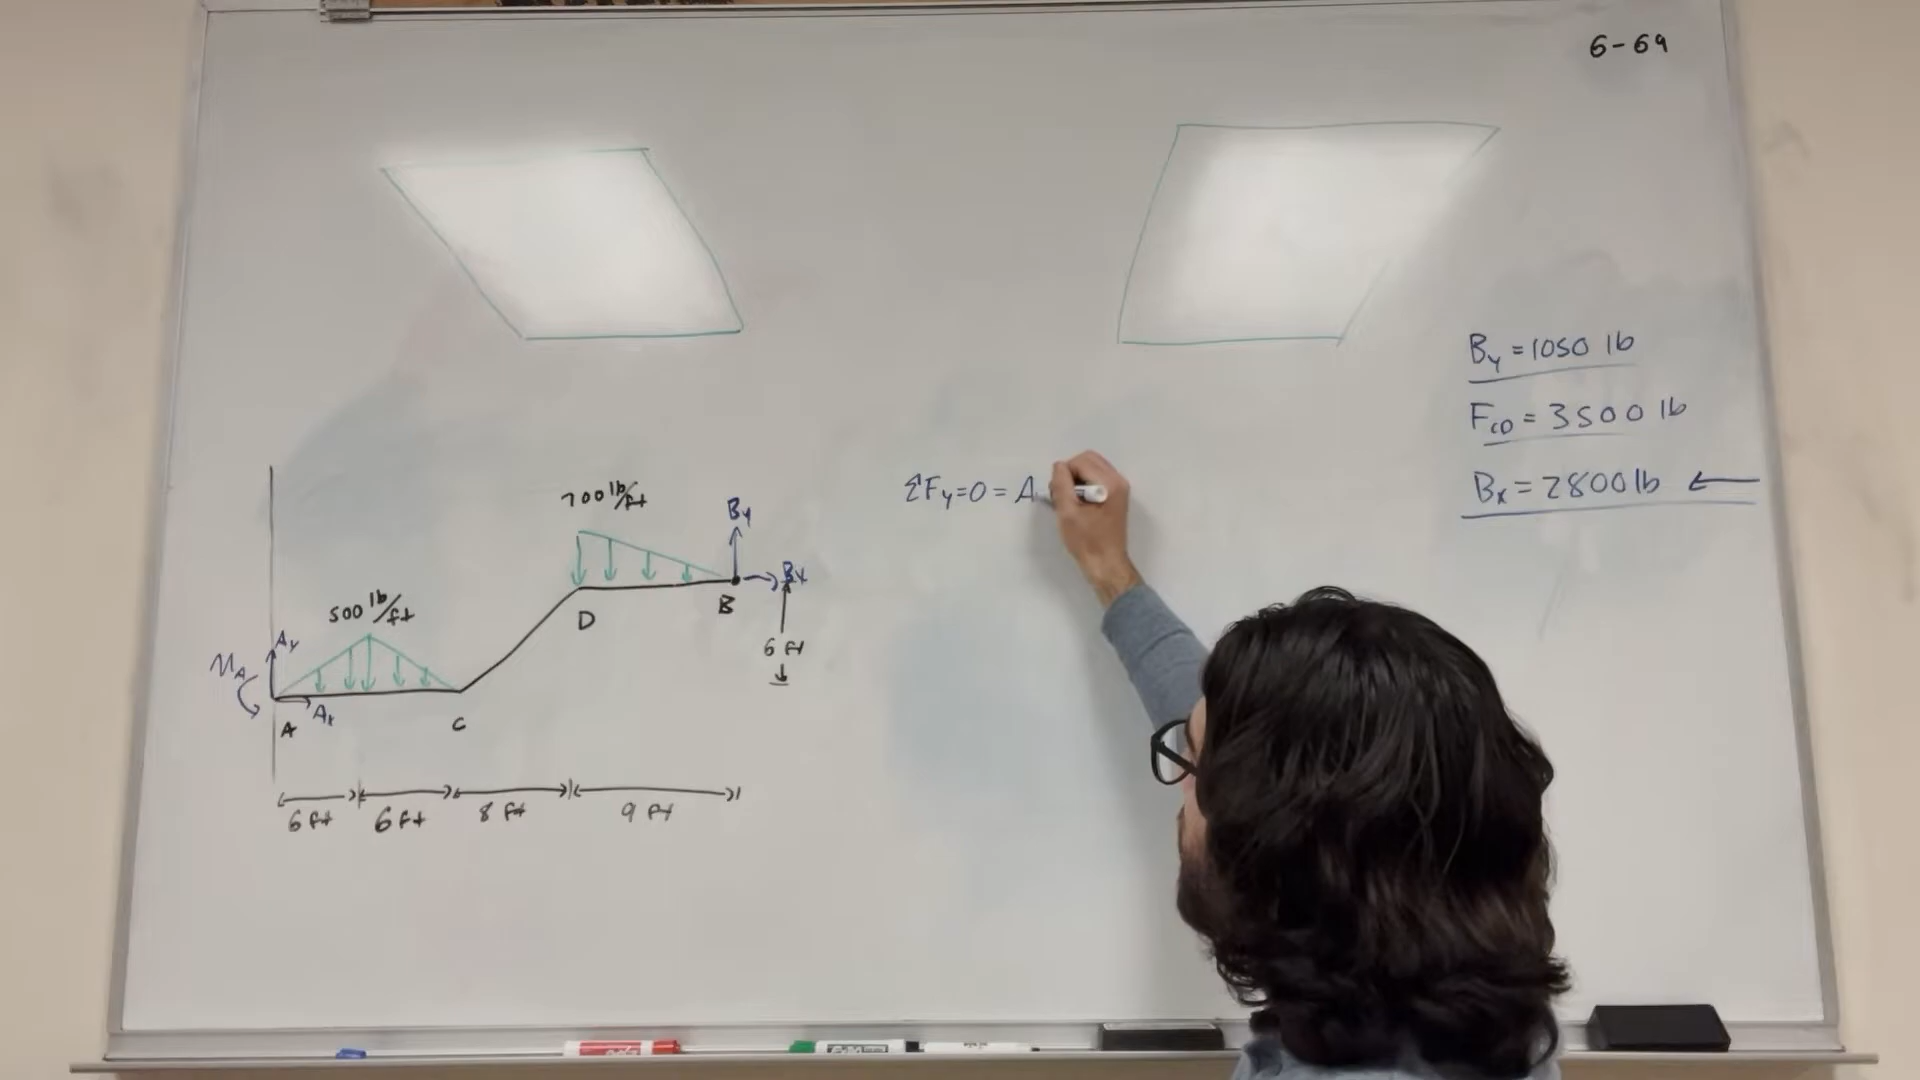 6-69
By = 1050 lb
FCD = 3500 lb
Bx = 2800 lb ←
ΣFy=0 = A
700 lb/ft
By
Bx
B
D
6 ft
500 lb/ft
Ay
MA
Ax
A
C
6 ft 6 ft 8 ft 9 ft